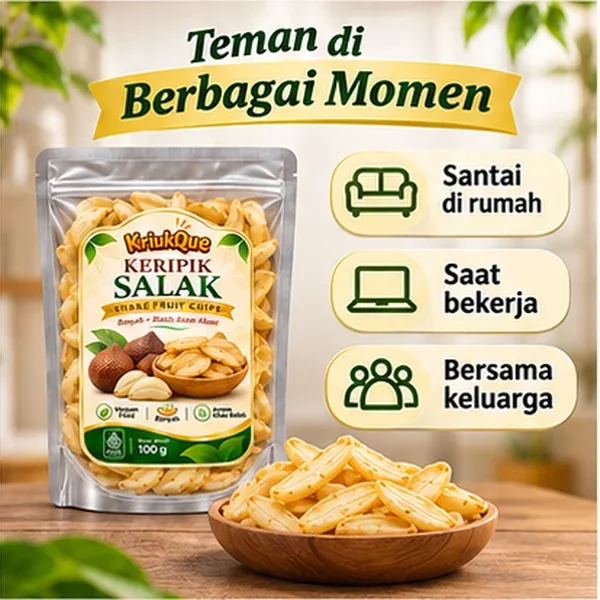 Teman di
Berbagai Momen
KriukQue
KERIPIK
SALAK
SNAKE FRUIT CHIPS
Santai
di rumah
Saat
bekerja
Bersama
keluarga
100 g